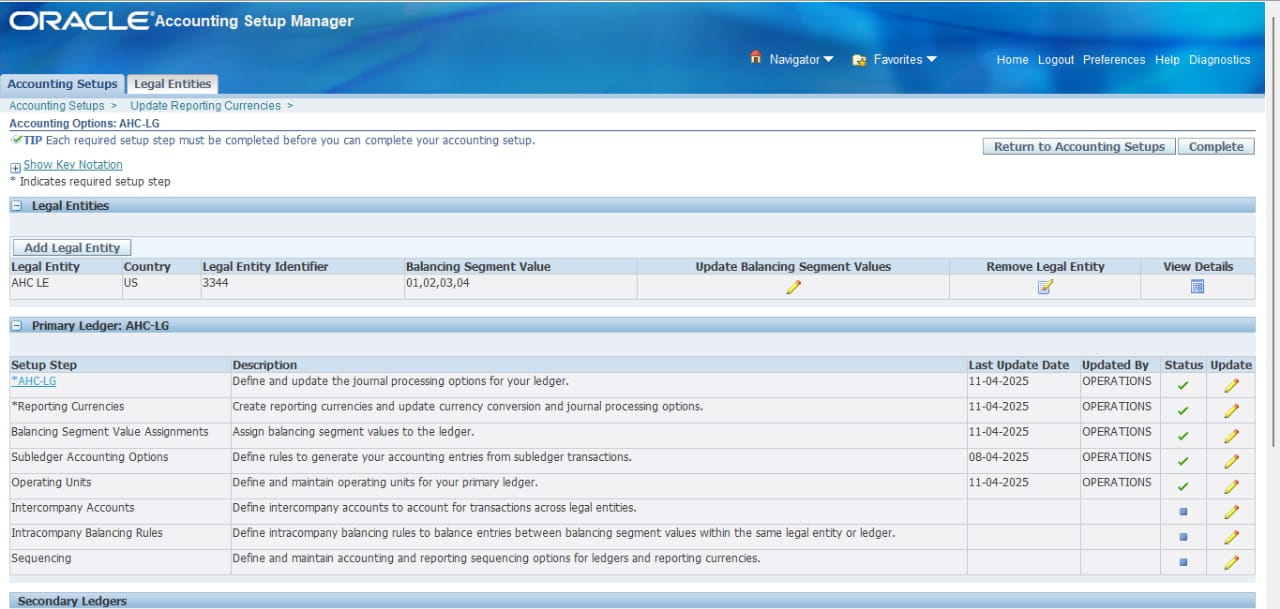 ORACLE® Accounting Setup Manager
Navigator Favorites Home Logout Preferences Help Diagnostics
Accounting Setups Legal Entities
Accounting Setups > Update Reporting Currencies >
Accounting Options: AHC-LG
TIP Each required setup step must be completed before you can complete your accounting setup.
Return to Accounting Setups Complete
Show Key Notation
* Indicates required setup step
Legal Entities
Add Legal Entity
Legal Entity Country Legal Entity Identifier Balancing Segment Value Update Balancing Segment Values Remove Legal Entity View Details
AHC LE US 3344 01,02,03,04
Primary Ledger: AHC-LG
Setup Step Description Last Update Date Updated By Status Update
*AHC-LG Define and update the journal processing options for your ledger. 11-04-2025 OPERATIONS
*Reporting Currencies Create reporting currencies and update currency conversion and journal processing options. 11-04-2025 OPERATIONS
Balancing Segment Value Assignments Assign balancing segment values to the ledger. 11-04-2025 OPERATIONS
Subledger Accounting Options Define rules to generate your accounting entries from subledger transactions. 08-04-2025 OPERATIONS
Operating Units Define and maintain operating units for your primary ledger. 11-04-2025 OPERATIONS
Intercompany Accounts Define intercompany accounts to account for transactions across legal entities.
Intracompany Balancing Rules Define intracompany balancing rules to balance entries between balancing segment values within the same legal entity or ledger.
Sequencing Define and maintain accounting and reporting sequencing options for ledgers and reporting currencies.
Secondary Ledgers